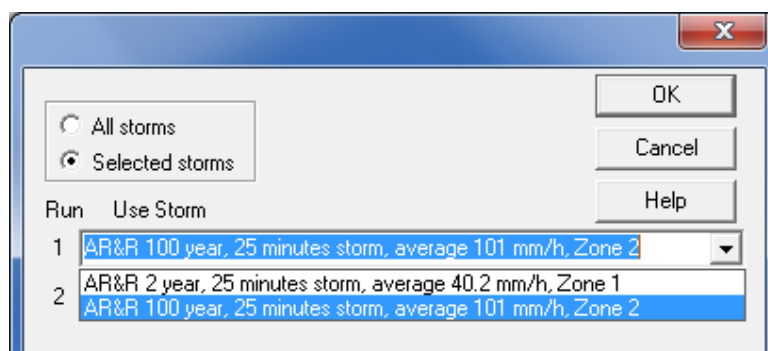 OK
All storms
Selected storms
Cancel
Help
Run Use Storm
1 AR&R 100 year, 25 minutes storm, average 101 mm/h, Zone 2
2
AR&R 2 year, 25 minutes storm, average 40.2 mm/h, Zone 1
AR&R 100 year, 25 minutes storm, average 101 mm/h, Zone 2